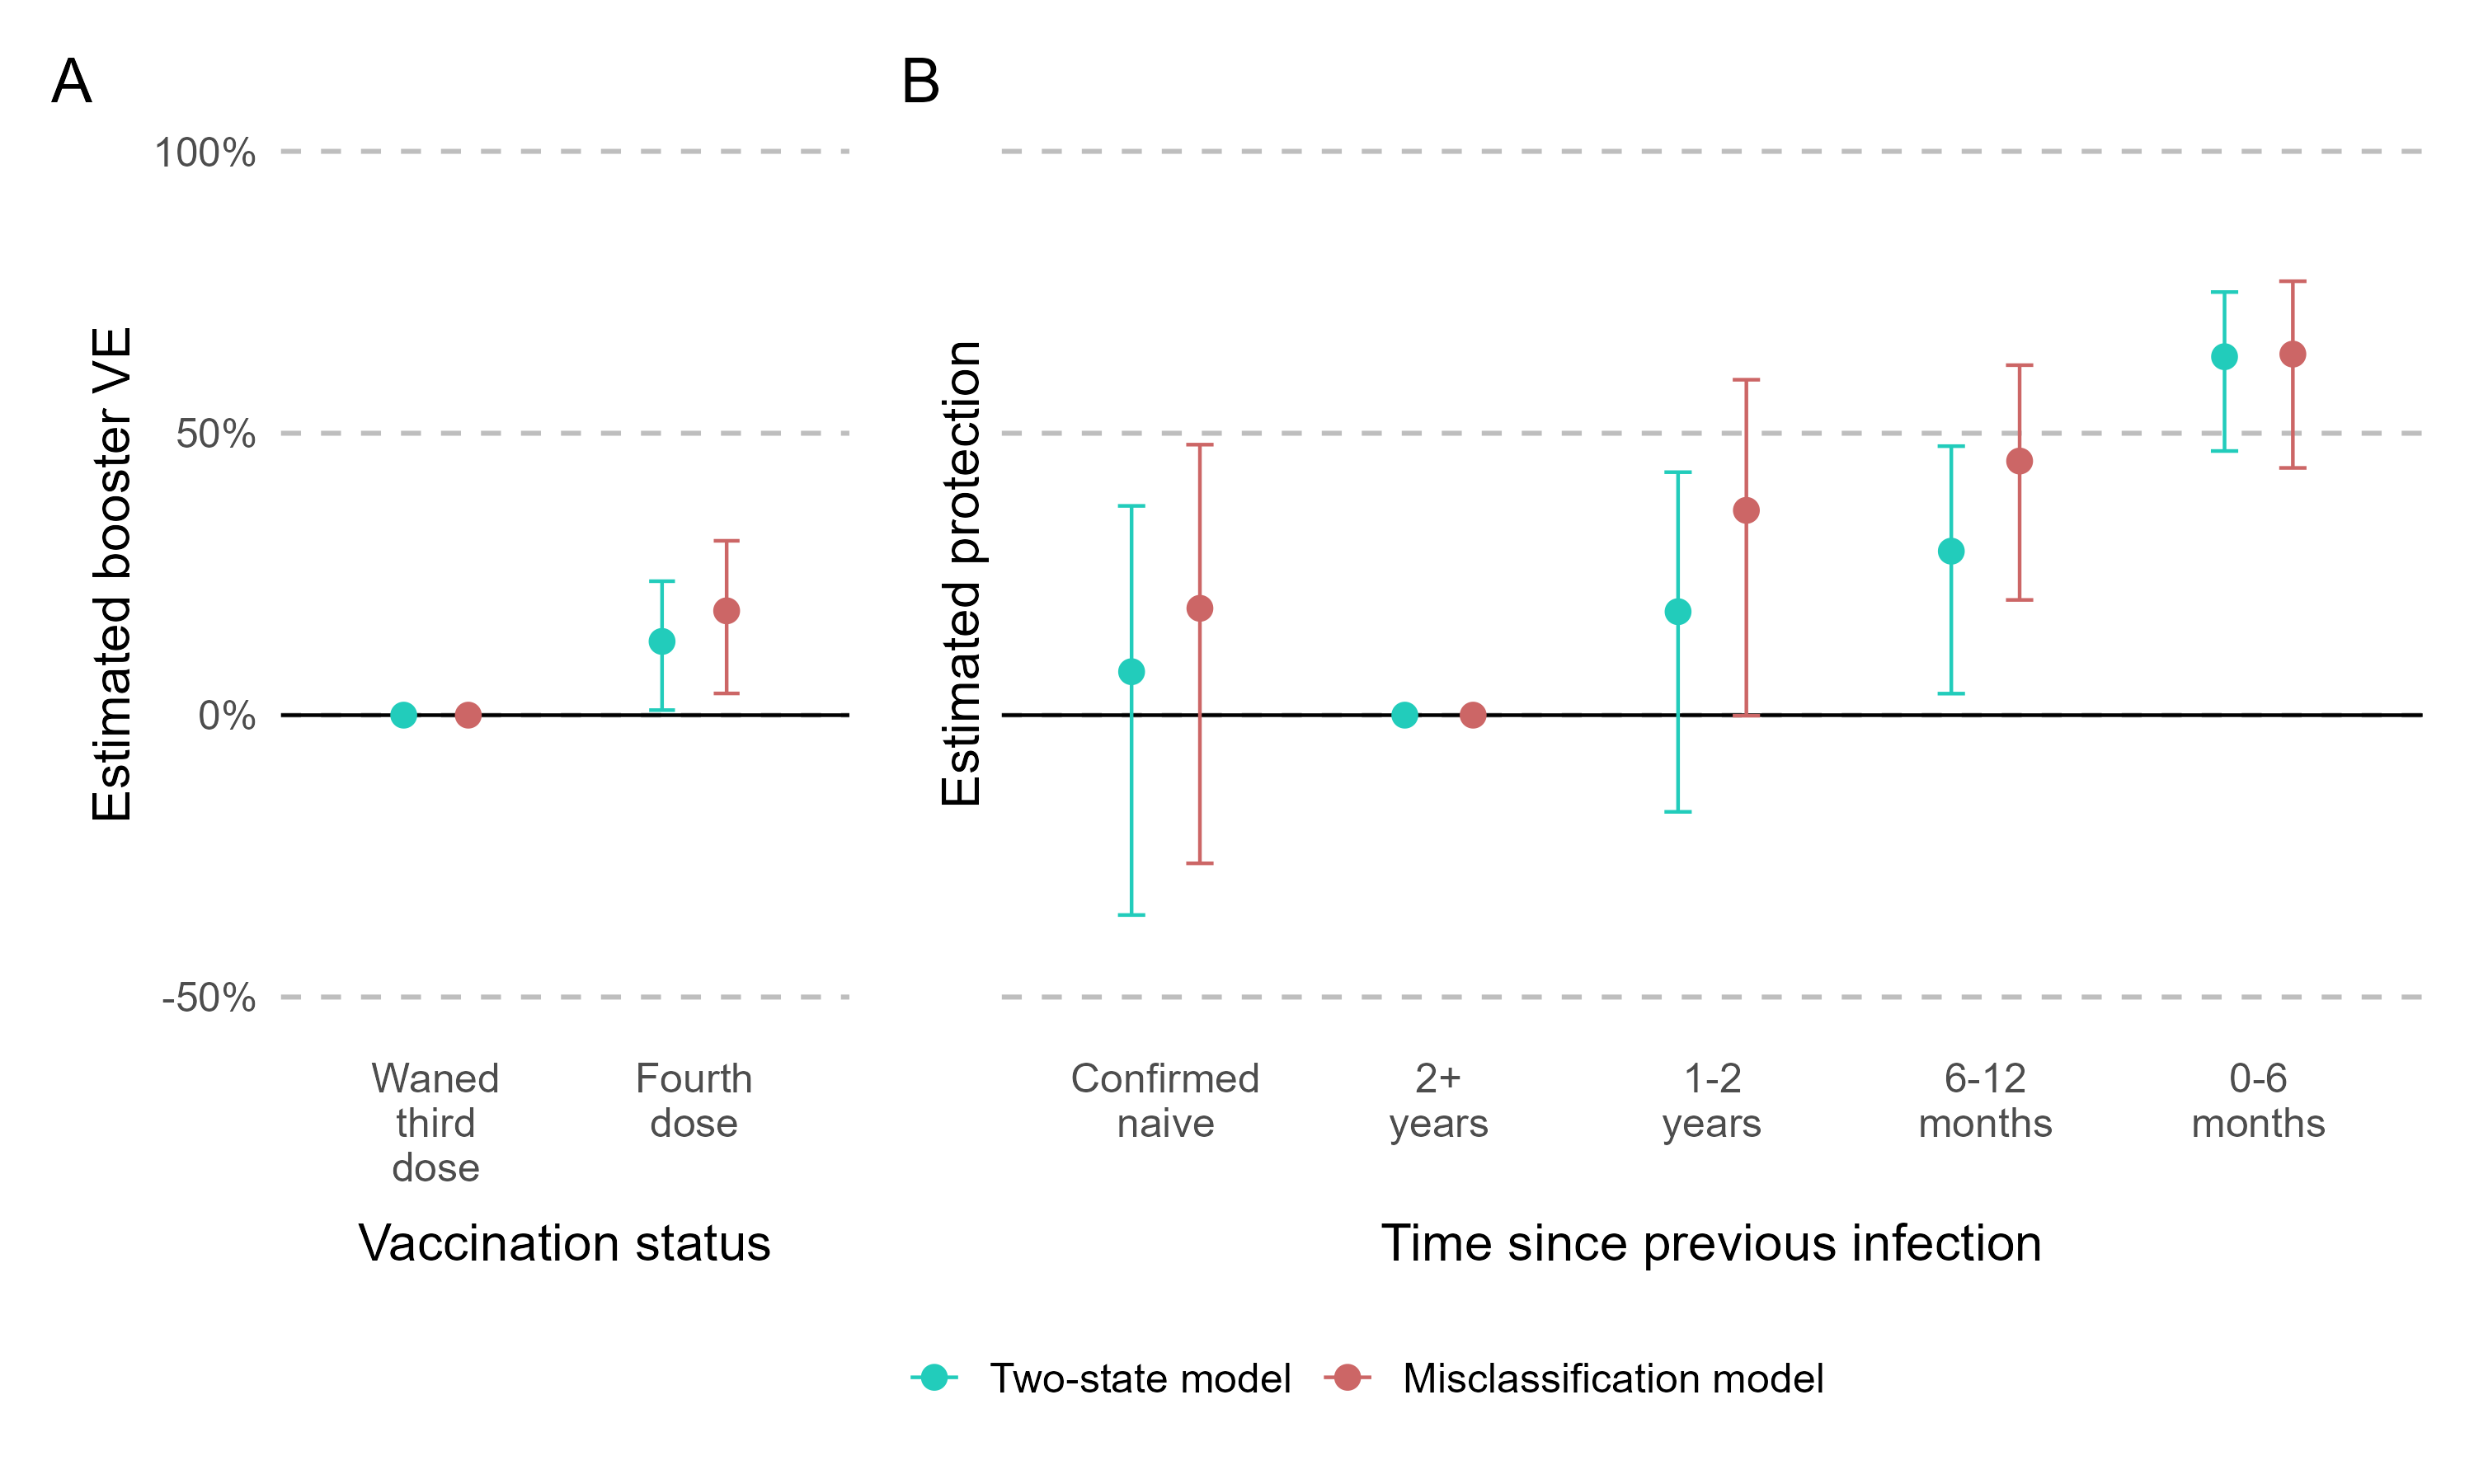 A
B
100%
50%
0%
-50%
Estimated booster VE
Estimated protection
Waned
third
dose
Fourth
dose
Vaccination status
Confirmed
naive
2+
years
1-2
years
6-12
months
0-6
months
Time since previous infection
Two-state model
Misclassification model